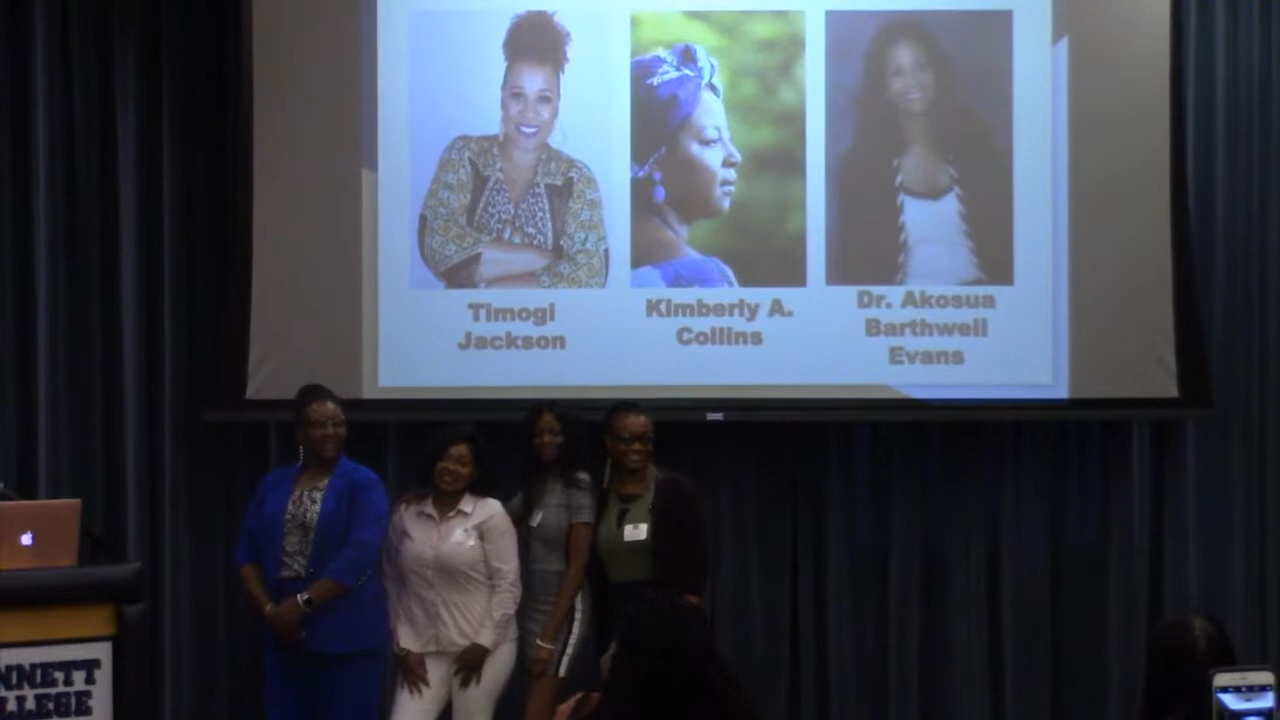 Timogi
Jackson
Kimberly A.
Collins
Dr. Akosua
Barthwell
Evans
NNETT
LLEGE